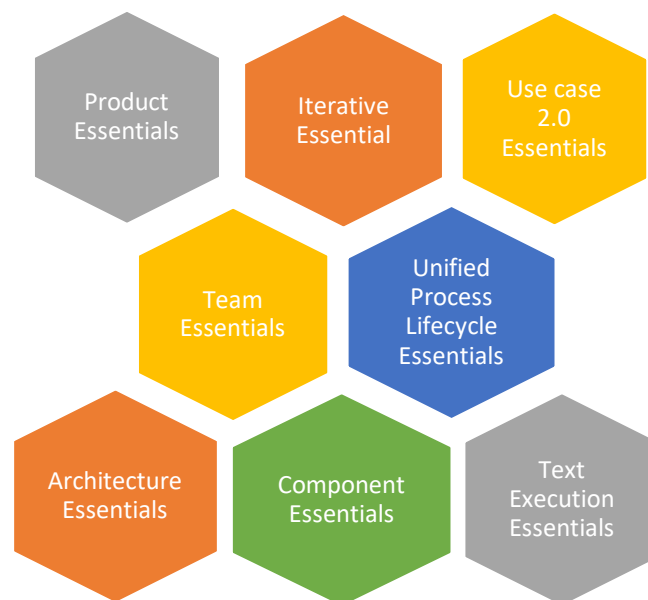 Product
Essentials
Iterative
Essential
Use case
2.0
Essentials
Team
Essentials
Unified
Process
Lifecycle
Essentials
Architecture
Essentials
Component
Essentials
Text
Execution
Essentials